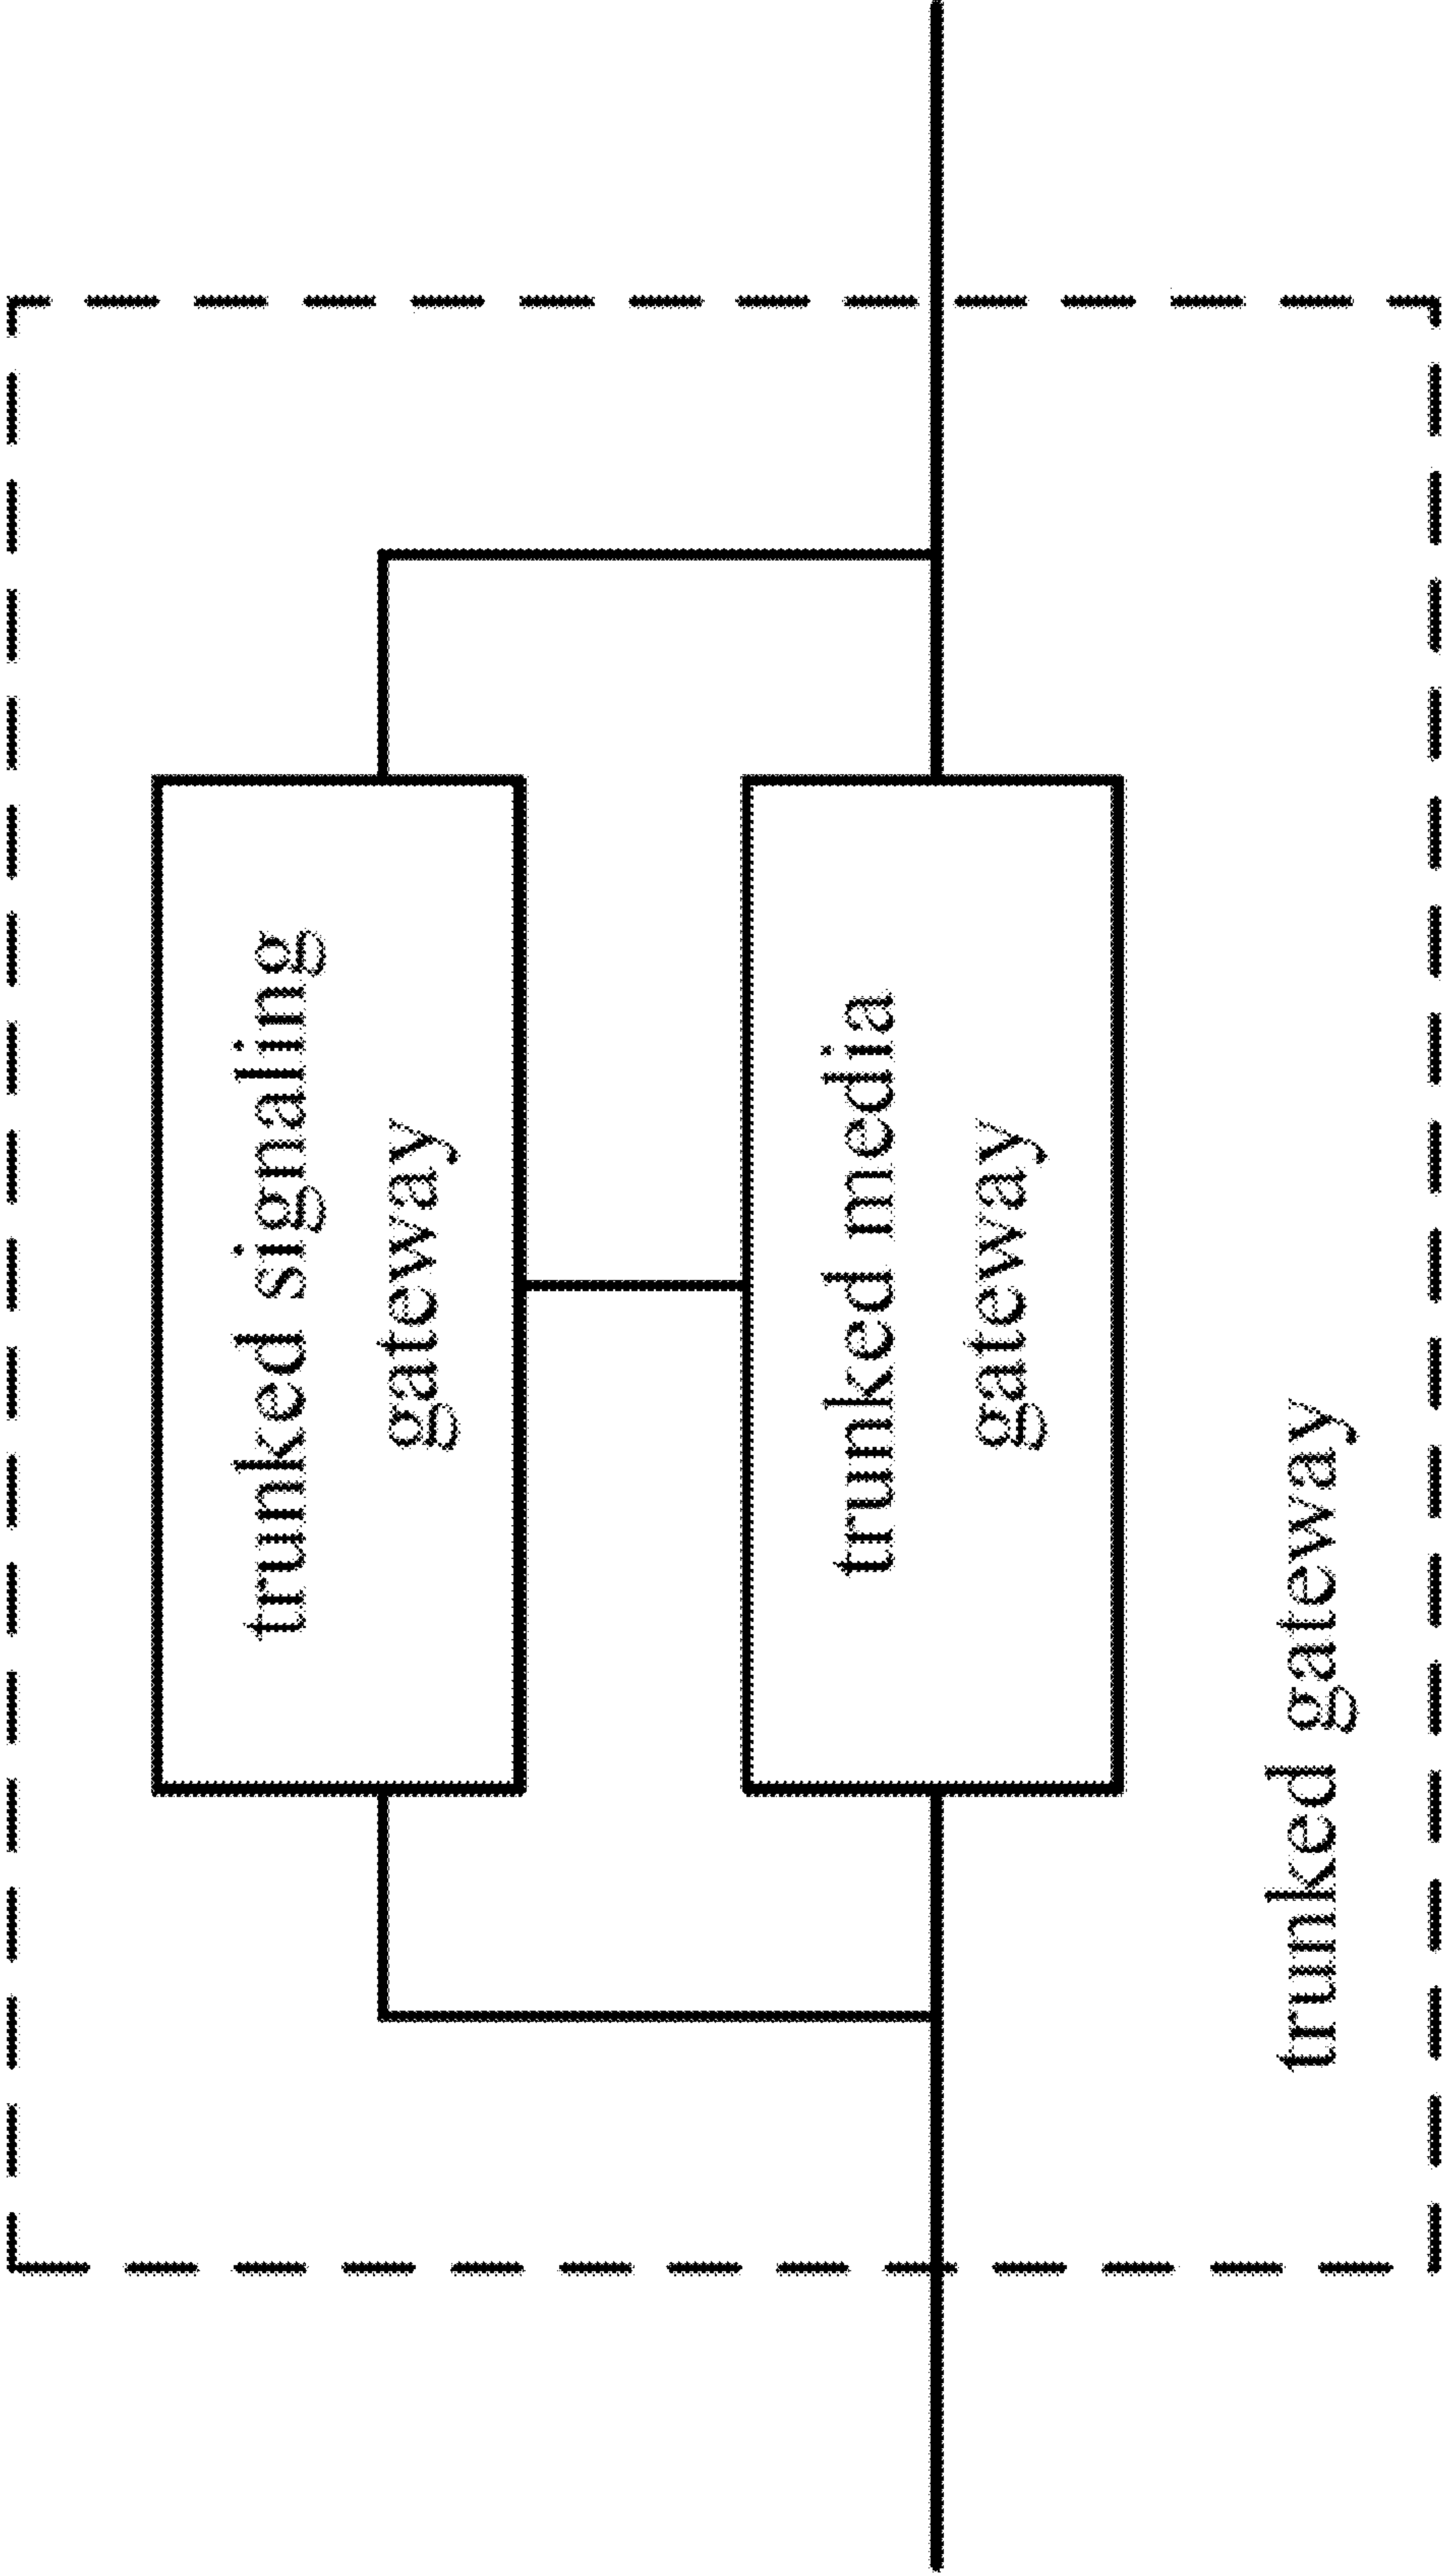 trunked signaling
gateway
trunked media
gateway
trunked gateway